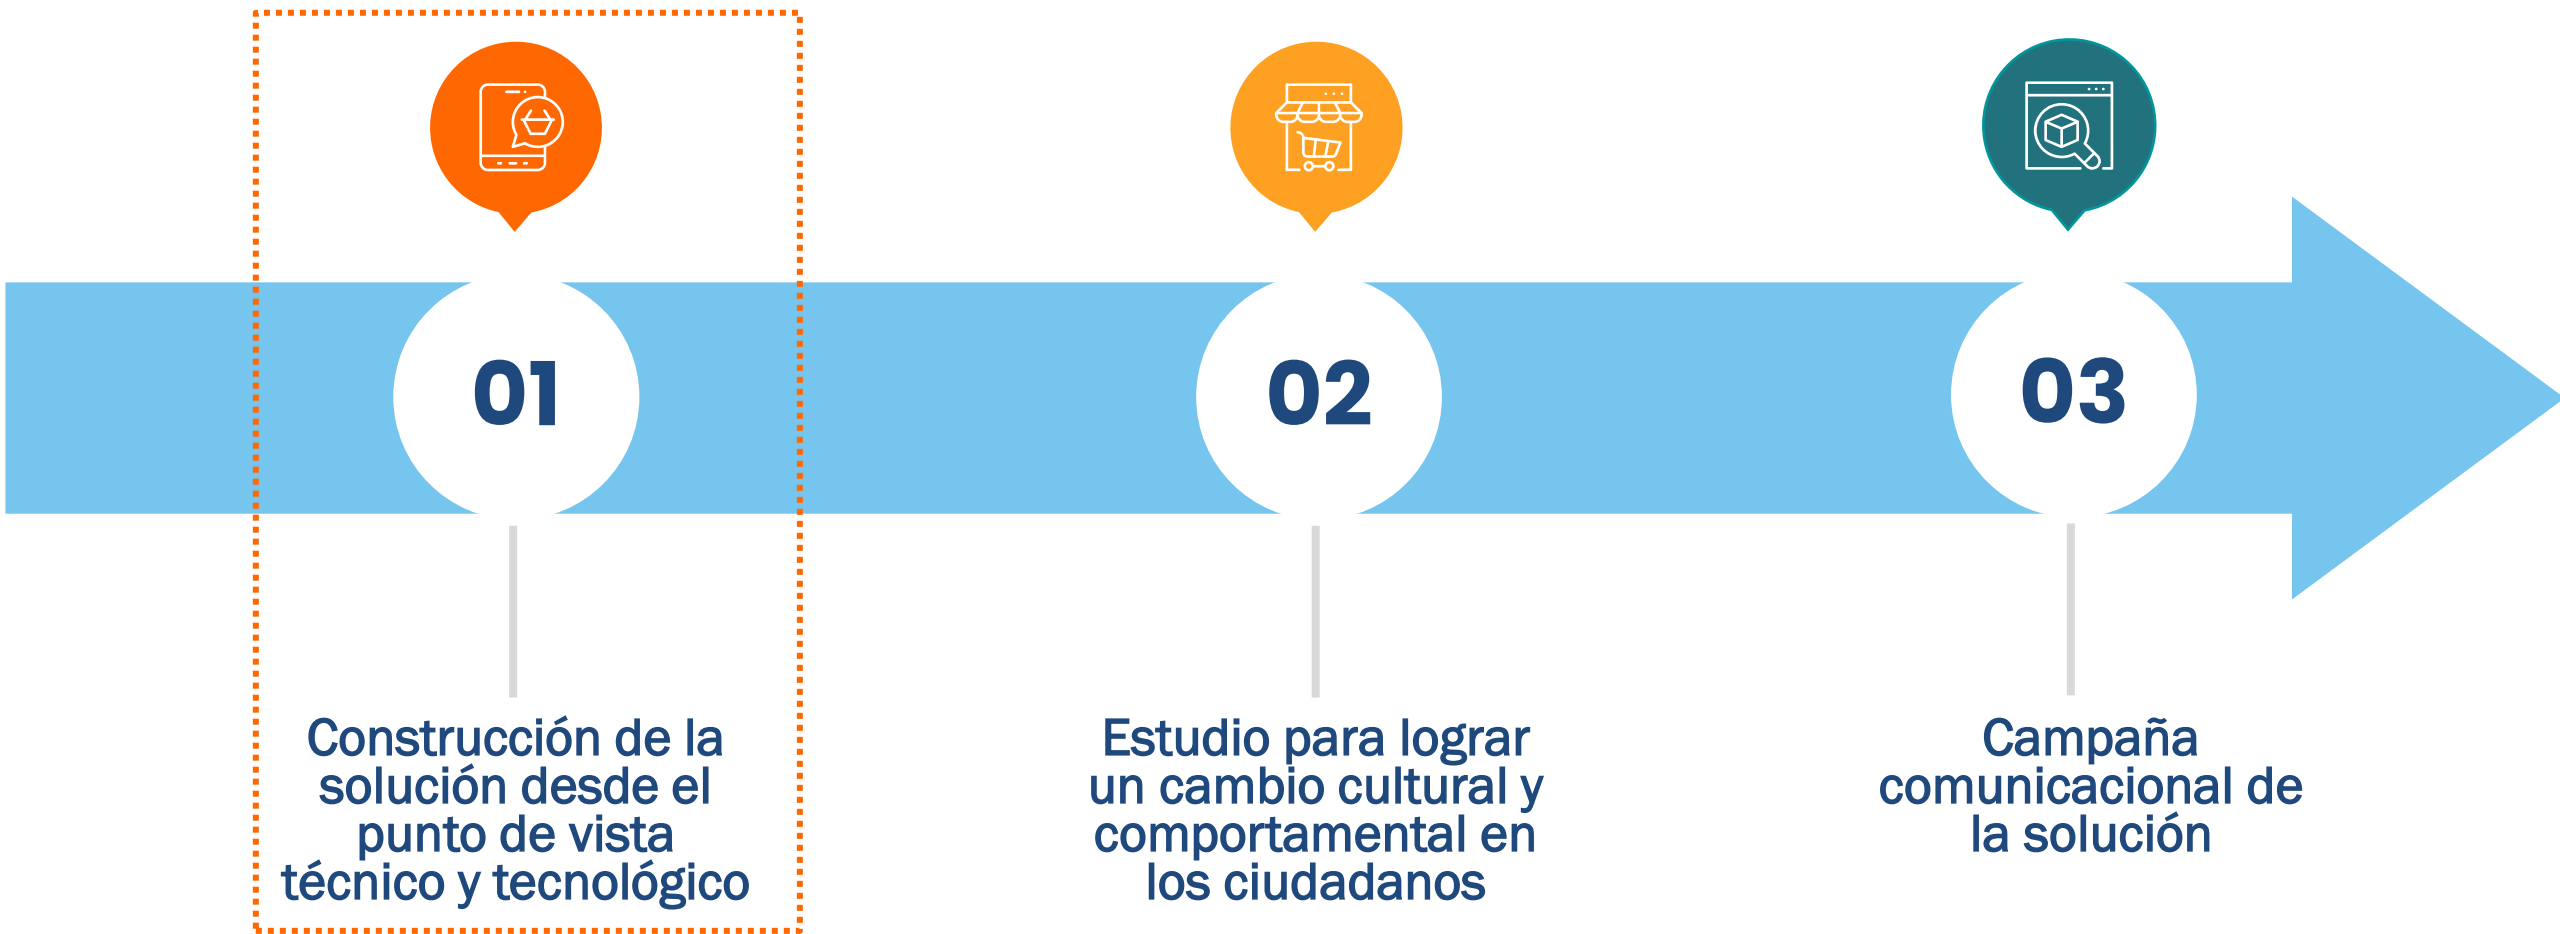 01
Construcción de la
solución desde el
punto de vista
técnico y tecnológico
02
Estudio para lograr
un cambio cultural y
comportamental en
los ciudadanos
03
Campaña
comunicacional de
la solución